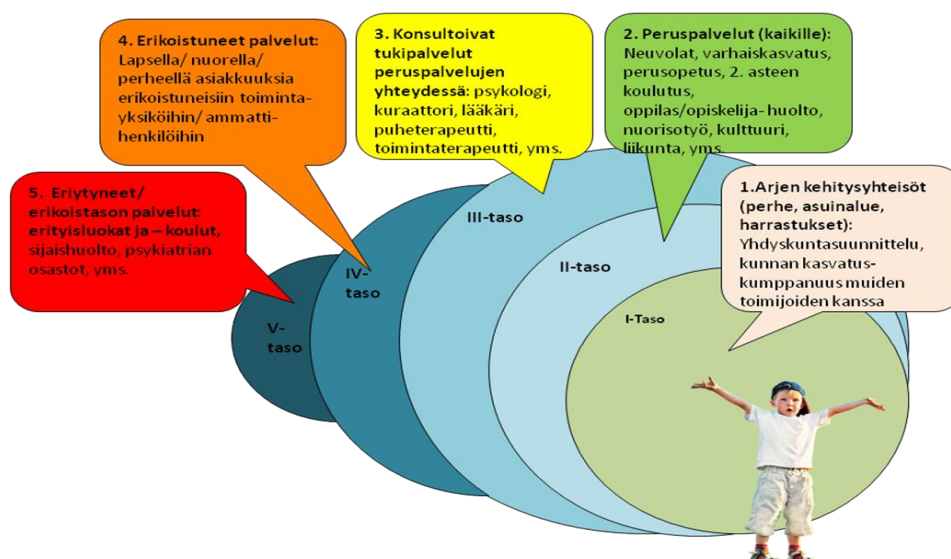 4. Erikoistuneet palvelut:
Lapsella/ nuorella/
perheellä asiakkuuksia
erikoistuneisiin toiminta-
yksiköihin/ ammatti-
henkilöihin
3. Konsultoivat
tukipalvelut
peruspalvelujen
yhteydessä: psykologi,
kuraattori, lääkäri,
puheterapeutti,
toimintaterapeutti, yms.
2. Peruspalvelut (kaikille):
Neuvolat, varhaiskasvatus,
perusopetus, 2. asteen
koulutus,
oppilas/opiskelija- huolto,
nuorisotyö, kulttuuri,
liikunta, yms.
5. Eriytyneet/
erikoistason palvelut:
erityisluokat ja – koulut,
sijaishuolto, psykiatrian
osastot, yms.
1.Arjen kehitysyhteisöt
(perhe, asuinalue,
harrastukset):
Yhdyskuntasuunnittelu,
kunnan kasvatus-
kumppanuus muiden
toimijoiden kanssa
V-
taso
IV-
taso
III-taso
II-taso
I-Taso